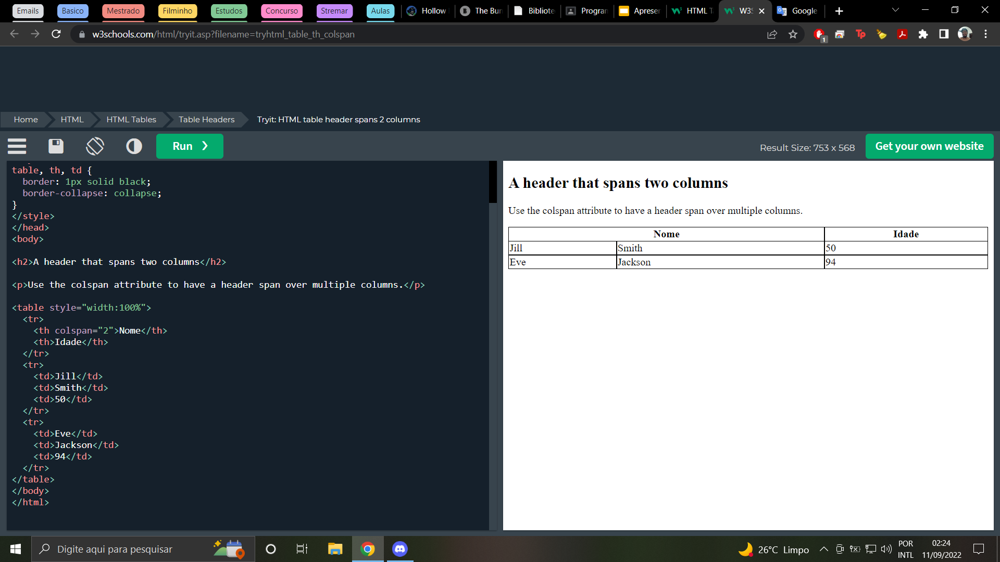 Emails Basico Mestrado Filminho Estudos Concurso Stremar Aulas Hollow The Bun Bibliote Progran Apreser HTML T W3S Google
w3schools.com/html/tryit.asp?filename=tryhtml_table_th_colspan
1
Home HTML HTML Tables Table Headers Tryit: HTML table header spans 2 columns
Run ❯
Result Size: 753 x 568
Get your own website
table, th, td {
  border: 1px solid black;
  border-collapse: collapse;
}
</style>
</head>
<body>
<h2>A header that spans two columns</h2>
<p>Use the colspan attribute to have a header span over multiple columns.</p>
<table style="width:100%">
  <tr>
    <th colspan="2">Nome</th>
    <th>Idade</th>
  </tr>
  <tr>
    <td>Jill</td>
    <td>Smith</td>
    <td>50</td>
  </tr>
  <tr>
    <td>Eve</td>
    <td>Jackson</td>
    <td>94</td>
  </tr>
</table>
</body>
</html>
A header that spans two columns
Use the colspan attribute to have a header span over multiple columns.
Nome Idade
Jill Smith 50
Eve Jackson 94
Digite aqui para pesquisar
26°C Limpo
POR
INTL
02:24
11/09/2022